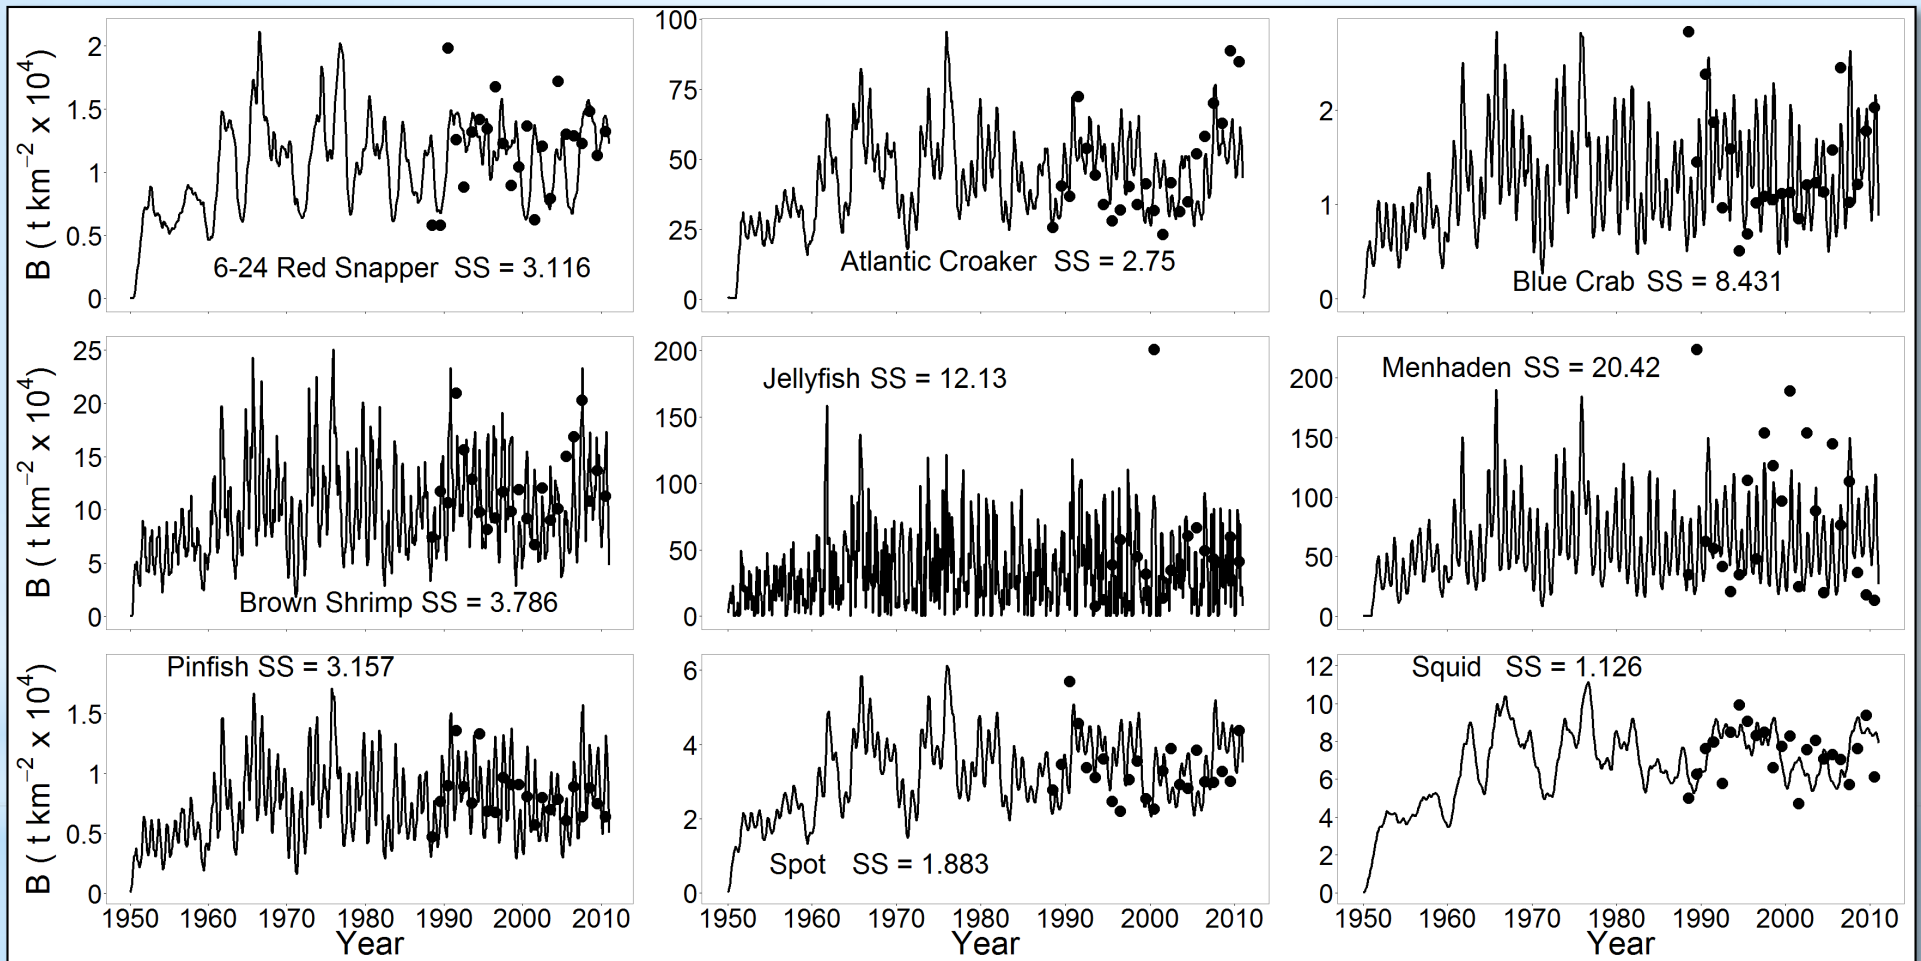 B ( t km⁻² x 10⁴)
2
1.5
1
0.5
0
6-24 Red Snapper SS = 3.116
100
75
50
25
0
Atlantic Croaker SS = 2.75
2
1
0
Blue Crab SS = 8.431
B ( t km⁻² x 10⁴)
25
20
15
10
5
0
Brown Shrimp SS = 3.786
200
150
100
50
0
Jellyfish SS = 12.13
200
150
100
50
0
Menhaden SS = 20.42
B ( t km⁻² x 10⁴)
1.5
1
0.5
0
Pinfish SS = 3.157
1950 1960 1970 1980 1990 2000 2010
Year
6
4
2
0
Spot SS = 1.883
1950 1960 1970 1980 1990 2000 2010
Year
12
10
8
6
4
2
0
Squid SS = 1.126
1950 1960 1970 1980 1990 2000 2010
Year